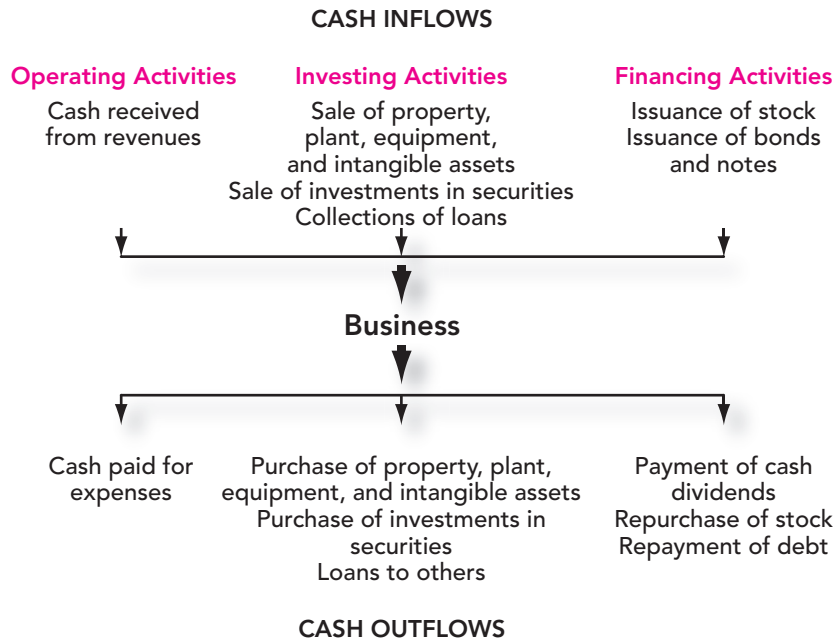 CASH INFLOWS
Operating Activities
Cash received
from revenues
Investing Activities
Sale of property,
plant, equipment,
and intangible assets
Sale of investments in securities
Collections of loans
Financing Activities
Issuance of stock
Issuance of bonds
and notes
Business
Cash paid for
expenses
Purchase of property, plant,
equipment, and intangible assets
Purchase of investments in
securities
Loans to others
Payment of cash
dividends
Repurchase of stock
Repayment of debt
CASH OUTFLOWS